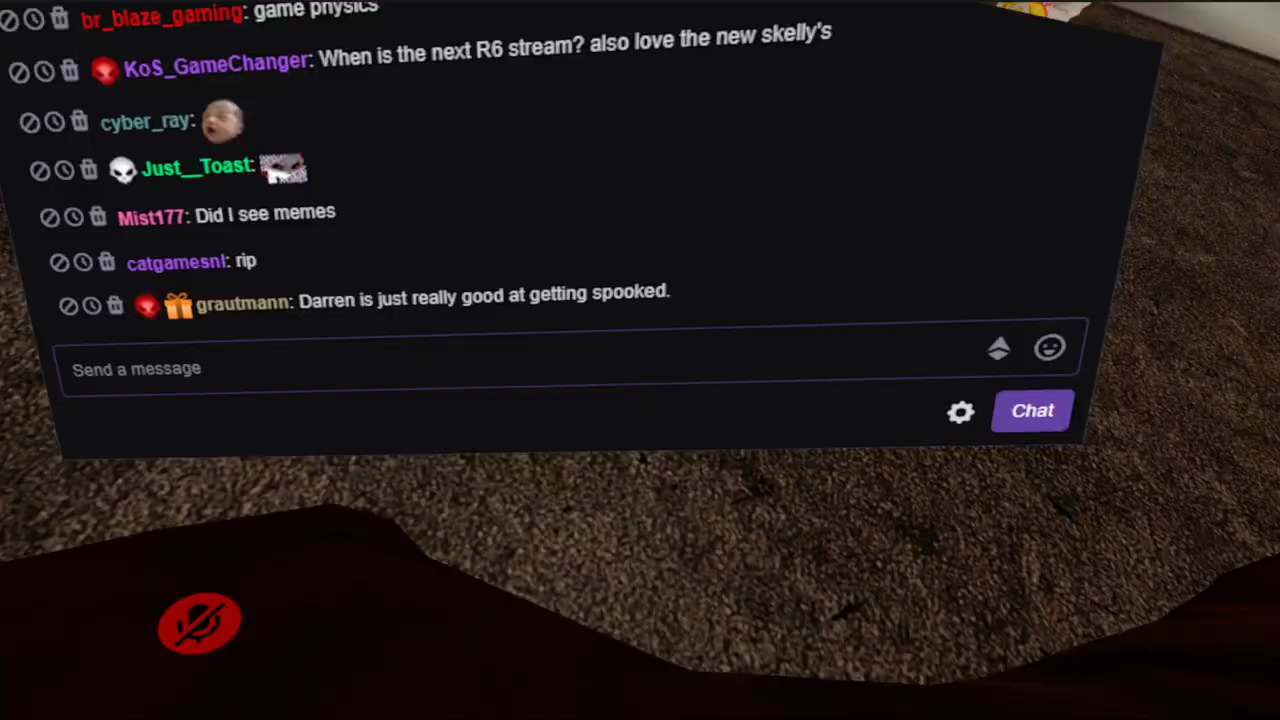 br_blaze_gaming: game physics
KoS_GameChanger: When is the next R6 stream? also love the new skelly's
cyber_ray:
Just__Toast:
Mist177: Did I see memes
catgamesnl: rip
grautmann: Darren is just really good at getting spooked.
Send a message
Chat